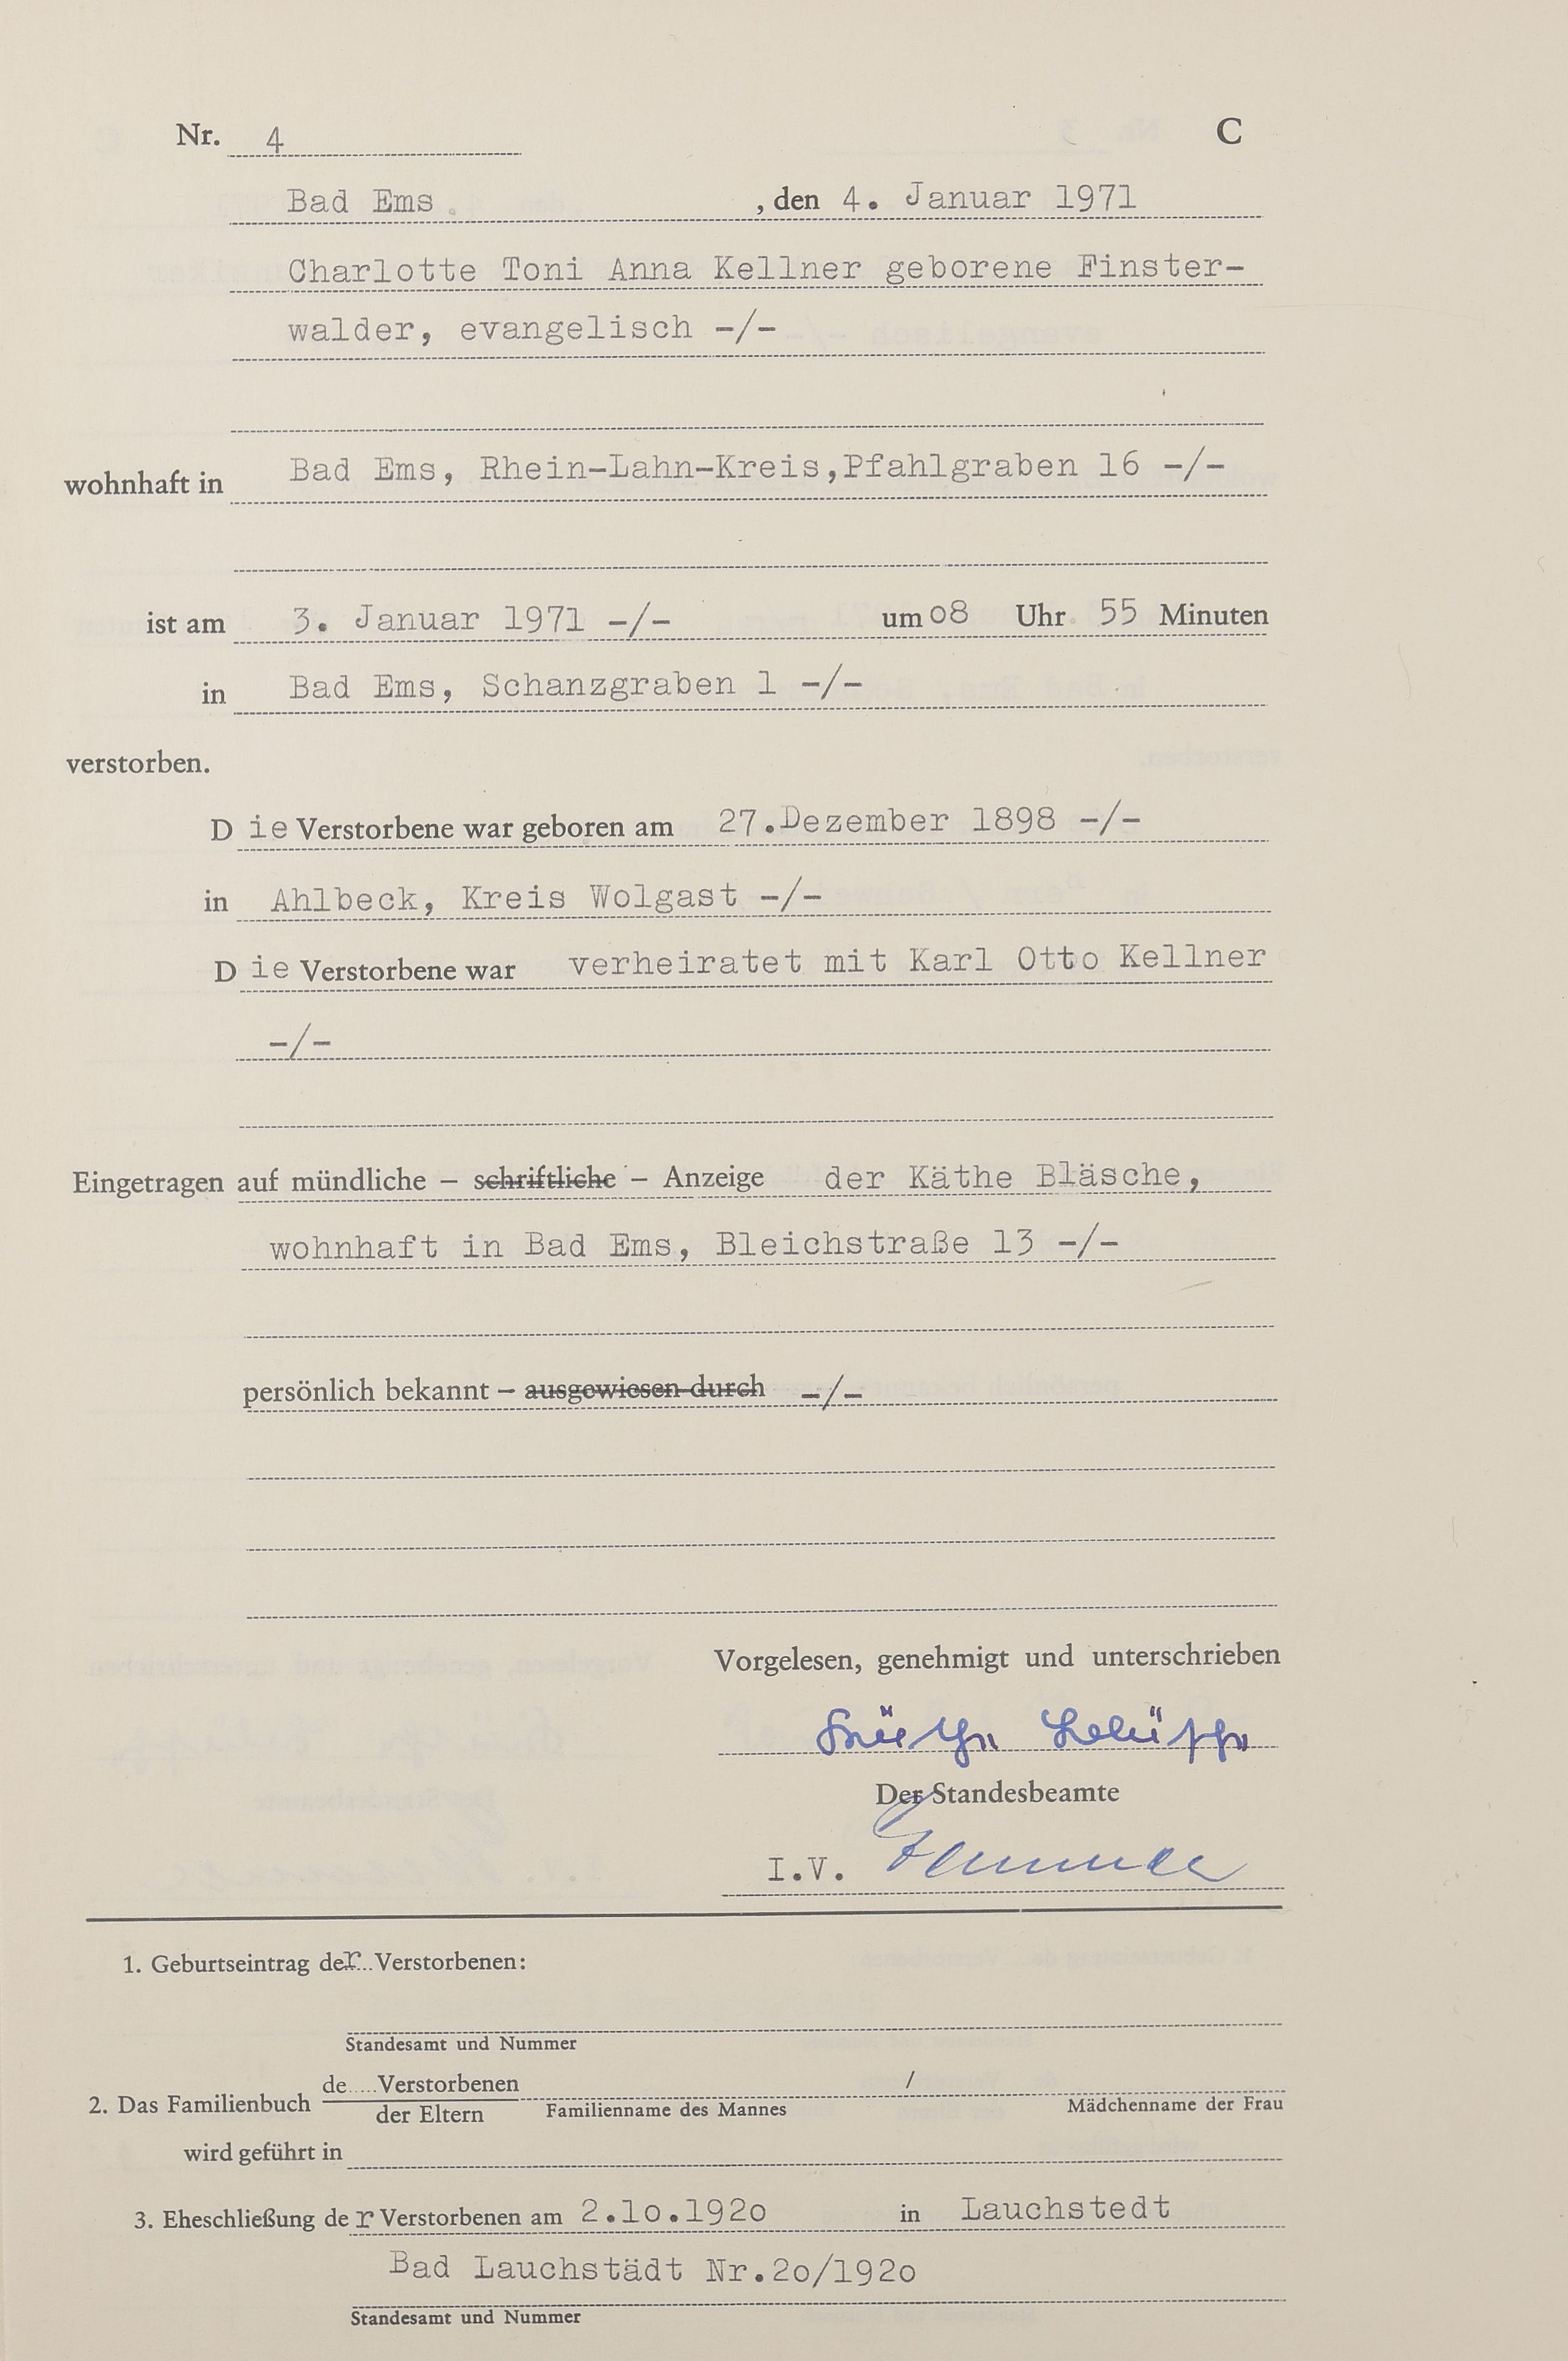 Nr. 4 C
Bad Ems , den 4. Januar 1971
Charlotte Toni Anna Kellner geborene Finster-
walder, evangelisch -/-
wohnhaft in Bad Ems, Rhein-Lahn-Kreis,Pfahlgraben 16 -/-
ist am 3. Januar 1971 -/- um 08 Uhr 55 Minuten
in Bad Ems, Schanzgraben 1 -/-
verstorben.
Die Verstorbene war geboren am 27.Dezember 1898 -/-
in Ahlbeck, Kreis Wolgast -/-
Die Verstorbene war verheiratet mit Karl Otto Kellner
-/-
Eingetragen auf mündliche – schriftliche – Anzeige der Käthe Bläsche,
wohnhaft in Bad Ems, Bleichstraße 13 -/-
persönlich bekannt – ausgewiesen durch -/-
Vorgelesen, genehmigt und unterschrieben
Käthe Bläsche
Der Standesbeamte
I.V.
1. Geburtseintrag der Verstorbenen:
Standesamt und Nummer
de..... Verstorbenen /
2. Das Familienbuch
der Eltern Familienname des Mannes Mädchenname der Frau
wird geführt in
3. Eheschließung der Verstorbenen am 2.10.1920 in Lauchstedt
Bad Lauchstädt Nr.20/1920
Standesamt und Nummer